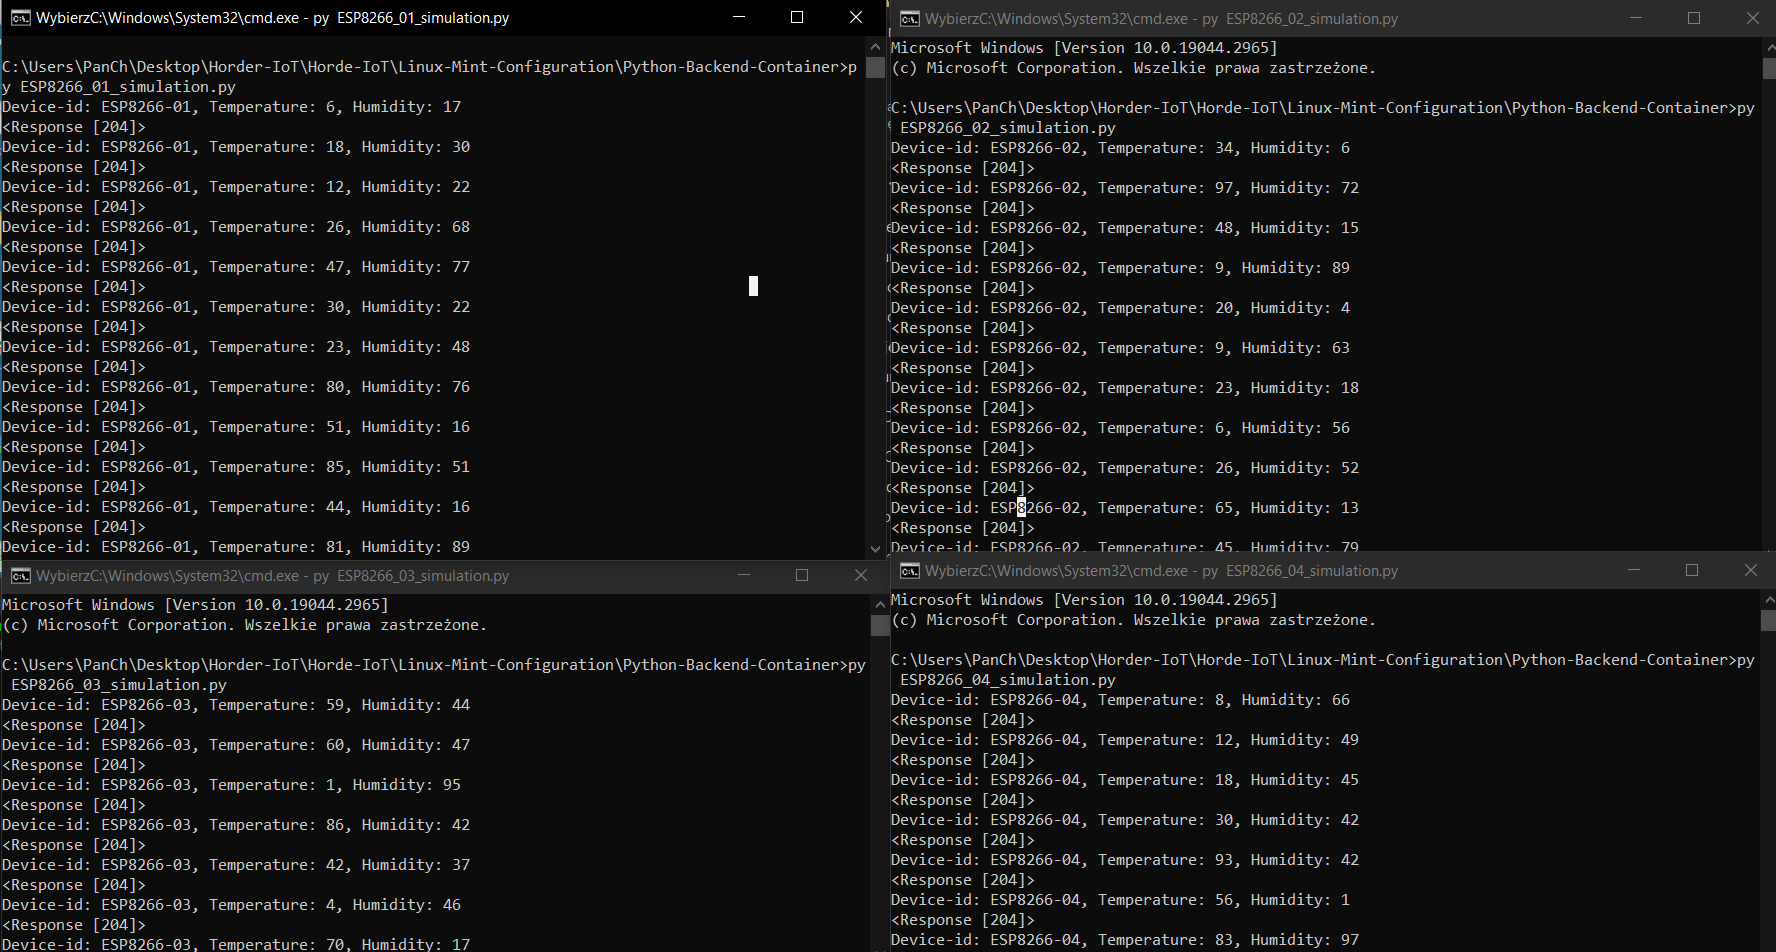 WybierzC:\Windows\System32\cmd.exe - py  ESP8266_01_simulation.py
C:\Users\PanCh\Desktop\Horder-IoT\Horde-IoT\Linux-Mint-Configuration\Python-Backend-Container>p
y ESP8266_01_simulation.py
Device-id: ESP8266-01, Temperature: 6, Humidity: 17
<Response [204]>
Device-id: ESP8266-01, Temperature: 18, Humidity: 30
<Response [204]>
Device-id: ESP8266-01, Temperature: 12, Humidity: 22
<Response [204]>
Device-id: ESP8266-01, Temperature: 26, Humidity: 68
<Response [204]>
Device-id: ESP8266-01, Temperature: 47, Humidity: 77
<Response [204]>
Device-id: ESP8266-01, Temperature: 30, Humidity: 22
<Response [204]>
Device-id: ESP8266-01, Temperature: 23, Humidity: 48
<Response [204]>
Device-id: ESP8266-01, Temperature: 80, Humidity: 76
<Response [204]>
Device-id: ESP8266-01, Temperature: 51, Humidity: 16
<Response [204]>
Device-id: ESP8266-01, Temperature: 85, Humidity: 51
<Response [204]>
Device-id: ESP8266-01, Temperature: 44, Humidity: 16
<Response [204]>
Device-id: ESP8266-01, Temperature: 81, Humidity: 89
WybierzC:\Windows\System32\cmd.exe - py  ESP8266_02_simulation.py
Microsoft Windows [Version 10.0.19044.2965]
(c) Microsoft Corporation. Wszelkie prawa zastrzeżone.
C:\Users\PanCh\Desktop\Horder-IoT\Horde-IoT\Linux-Mint-Configuration\Python-Backend-Container>py
ESP8266_02_simulation.py
Device-id: ESP8266-02, Temperature: 34, Humidity: 6
<Response [204]>
Device-id: ESP8266-02, Temperature: 97, Humidity: 72
<Response [204]>
Device-id: ESP8266-02, Temperature: 48, Humidity: 15
<Response [204]>
Device-id: ESP8266-02, Temperature: 9, Humidity: 89
<Response [204]>
Device-id: ESP8266-02, Temperature: 20, Humidity: 4
<Response [204]>
Device-id: ESP8266-02, Temperature: 9, Humidity: 63
<Response [204]>
Device-id: ESP8266-02, Temperature: 23, Humidity: 18
<Response [204]>
Device-id: ESP8266-02, Temperature: 6, Humidity: 56
<Response [204]>
Device-id: ESP8266-02, Temperature: 26, Humidity: 52
<Response [204]>
Device-id: ESP8266-02, Temperature: 65, Humidity: 13
<Response [204]>
Device-id: ESP8266-02, Temperature: 45, Humidity: 79
WybierzC:\Windows\System32\cmd.exe - py  ESP8266_03_simulation.py
Microsoft Windows [Version 10.0.19044.2965]
(c) Microsoft Corporation. Wszelkie prawa zastrzeżone.
C:\Users\PanCh\Desktop\Horder-IoT\Horde-IoT\Linux-Mint-Configuration\Python-Backend-Container>py
ESP8266_03_simulation.py
Device-id: ESP8266-03, Temperature: 59, Humidity: 44
<Response [204]>
Device-id: ESP8266-03, Temperature: 60, Humidity: 47
<Response [204]>
Device-id: ESP8266-03, Temperature: 1, Humidity: 95
<Response [204]>
Device-id: ESP8266-03, Temperature: 86, Humidity: 42
<Response [204]>
Device-id: ESP8266-03, Temperature: 42, Humidity: 37
<Response [204]>
Device-id: ESP8266-03, Temperature: 4, Humidity: 46
<Response [204]>
Device-id: ESP8266-03, Temperature: 70, Humidity: 17
WybierzC:\Windows\System32\cmd.exe - py  ESP8266_04_simulation.py
Microsoft Windows [Version 10.0.19044.2965]
(c) Microsoft Corporation. Wszelkie prawa zastrzeżone.
C:\Users\PanCh\Desktop\Horder-IoT\Horde-IoT\Linux-Mint-Configuration\Python-Backend-Container>py
ESP8266_04_simulation.py
Device-id: ESP8266-04, Temperature: 8, Humidity: 66
<Response [204]>
Device-id: ESP8266-04, Temperature: 12, Humidity: 49
<Response [204]>
Device-id: ESP8266-04, Temperature: 18, Humidity: 45
<Response [204]>
Device-id: ESP8266-04, Temperature: 30, Humidity: 42
<Response [204]>
Device-id: ESP8266-04, Temperature: 93, Humidity: 42
<Response [204]>
Device-id: ESP8266-04, Temperature: 56, Humidity: 1
<Response [204]>
Device-id: ESP8266-04, Temperature: 83, Humidity: 97